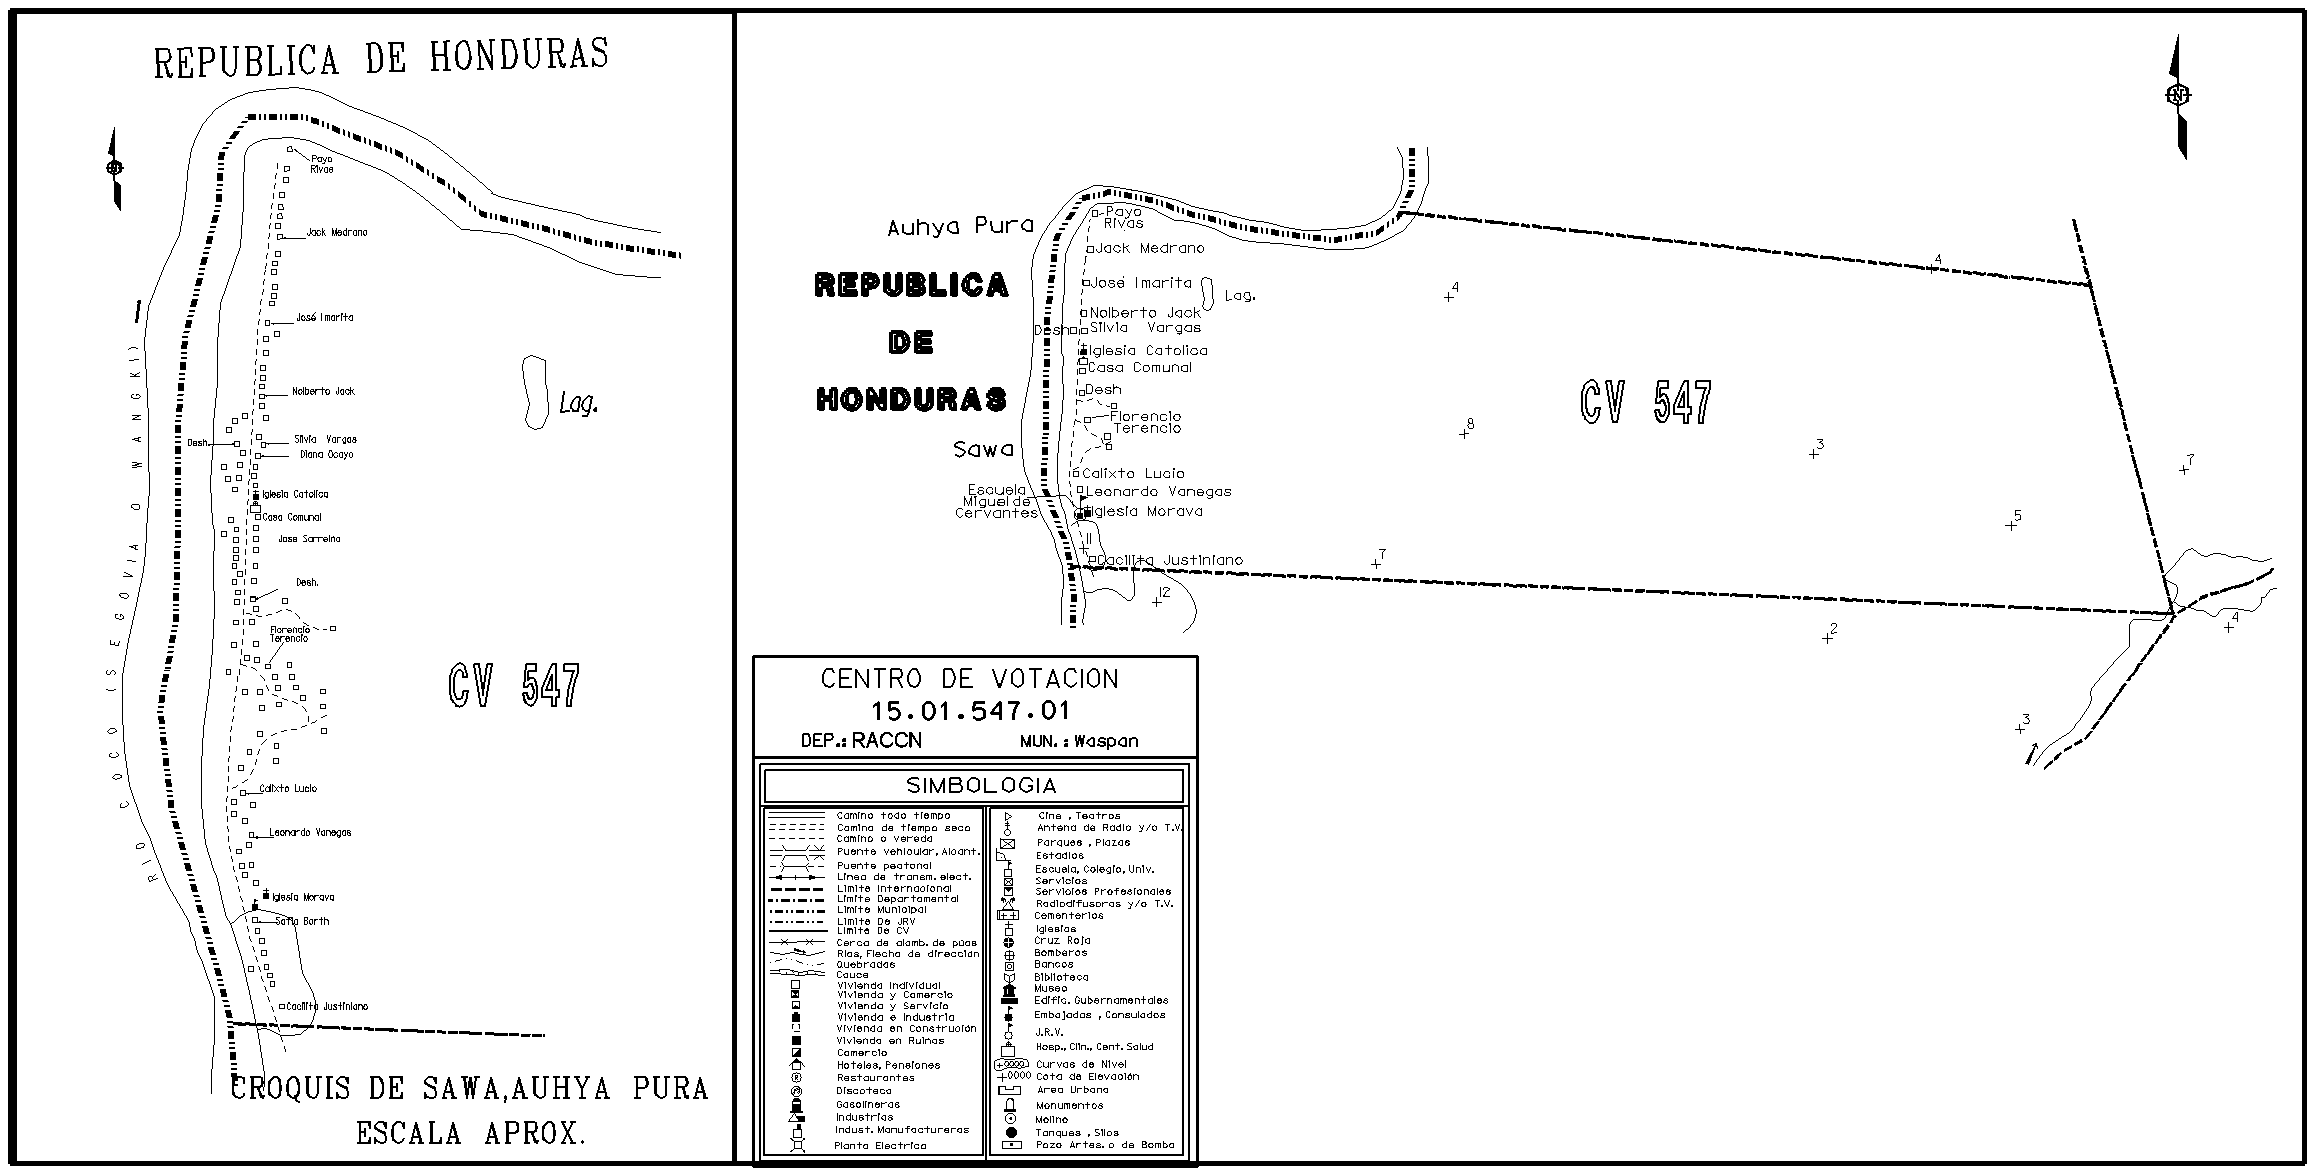 REPUBLICA DE HONDURAS
Payo
Rivas
Jack Medrano
José Imarita
Nolberto Jack
Lag.
Silvia Vargas
Desh.
Diana Ocayo
Iglesia Catolica
Casa Comunal
Jose Sarreino
Desh.
Florencio
Terencio
CV 547
RIO COCO (SEGOVIA O WANGKI)
Calixto Lucio
Leonardo Vanegas
Iglesia Morava
Satia Barth
Cacilita Justiniano
CROQUIS DE SAWA,AUHYA PURA
ESCALA APROX.
N
Auhya Pura
Payo
Rivas
Jack Medrano
REPUBLICA
DE
HONDURAS
José Imarita
Lag.
Nolberto Jack
Desh
Silvia Vargas
Iglesia Catolica
Casa Comunal
Desh
Florencio
Terencio
Sawa
Calixto Lucio
Leonardo Vanegas
Escuela
Miguel de
Cervantes
Iglesia Morava
11
Cacilita Justiniano
12
4
4
CV 547
8
3
7
5
7
2
4
3
CENTRO DE VOTACION
15.01.547.01
DEP.: RACCN MUN.: Waspan
SIMBOLOGIA
Camino todo tiempo
Camino de tiempo seco
Camino o vereda
Puente vehicular, Alcant.
Puente peatonal
Linea de transm. elect.
Limite Internacional
Limite Departamental
Limite Municipal
Limite De JRV
Limite De CV
Cerca de alamb. de púas
Rios, Flecha de dirección
Quebradas
Cauce
Vivienda Individual
Vivienda y Comercio
Vivienda y Servicio
Vivienda e Industria
Vivienda en Construción
Vivienda en Ruinas
Comercio
Hoteles, Pensiones
Restaurantes
Discoteca
Gasolineras
Industrias
Indust. Manufactureras
Planta Electrica
Cine , Teatros
Antena de Radio y/o T.V.
Parques , Plazas
Estadios
Escuela, Colegio, Univ.
Servicios
Servicios Profesionales
Radiodifusoras y/o T.V.
Cementerios
Iglesias
Cruz Roja
Bomberos
Bancos
Biblioteca
Museo
Edific. Gubernamentales
Embajadas , Consulados
J.R.V.
Hosp., Clin., Cent. Salud
Curvas de Nivel
Cota de Elevación
Area Urbana
Monumentos
Molino
Tanques , Silos
Pozo Artes. o de Bomba